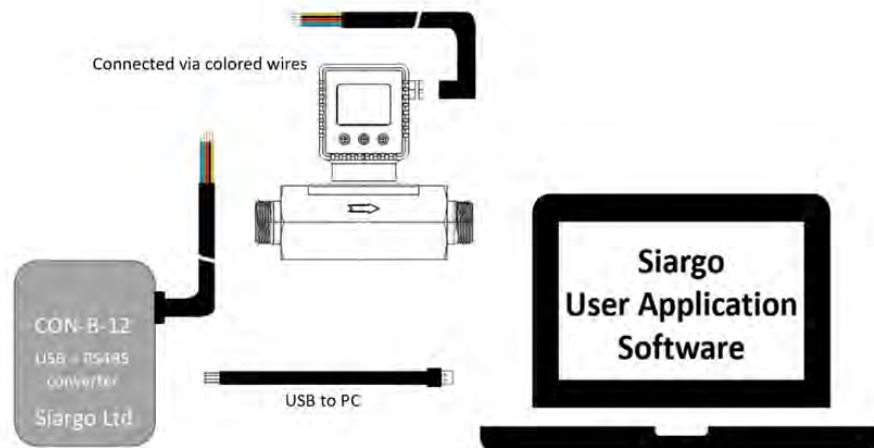 Connected via colored wires
Siargo
User Application
Software
CON-B-12
USB – RS485
converter
Siargo Ltd
USB to PC